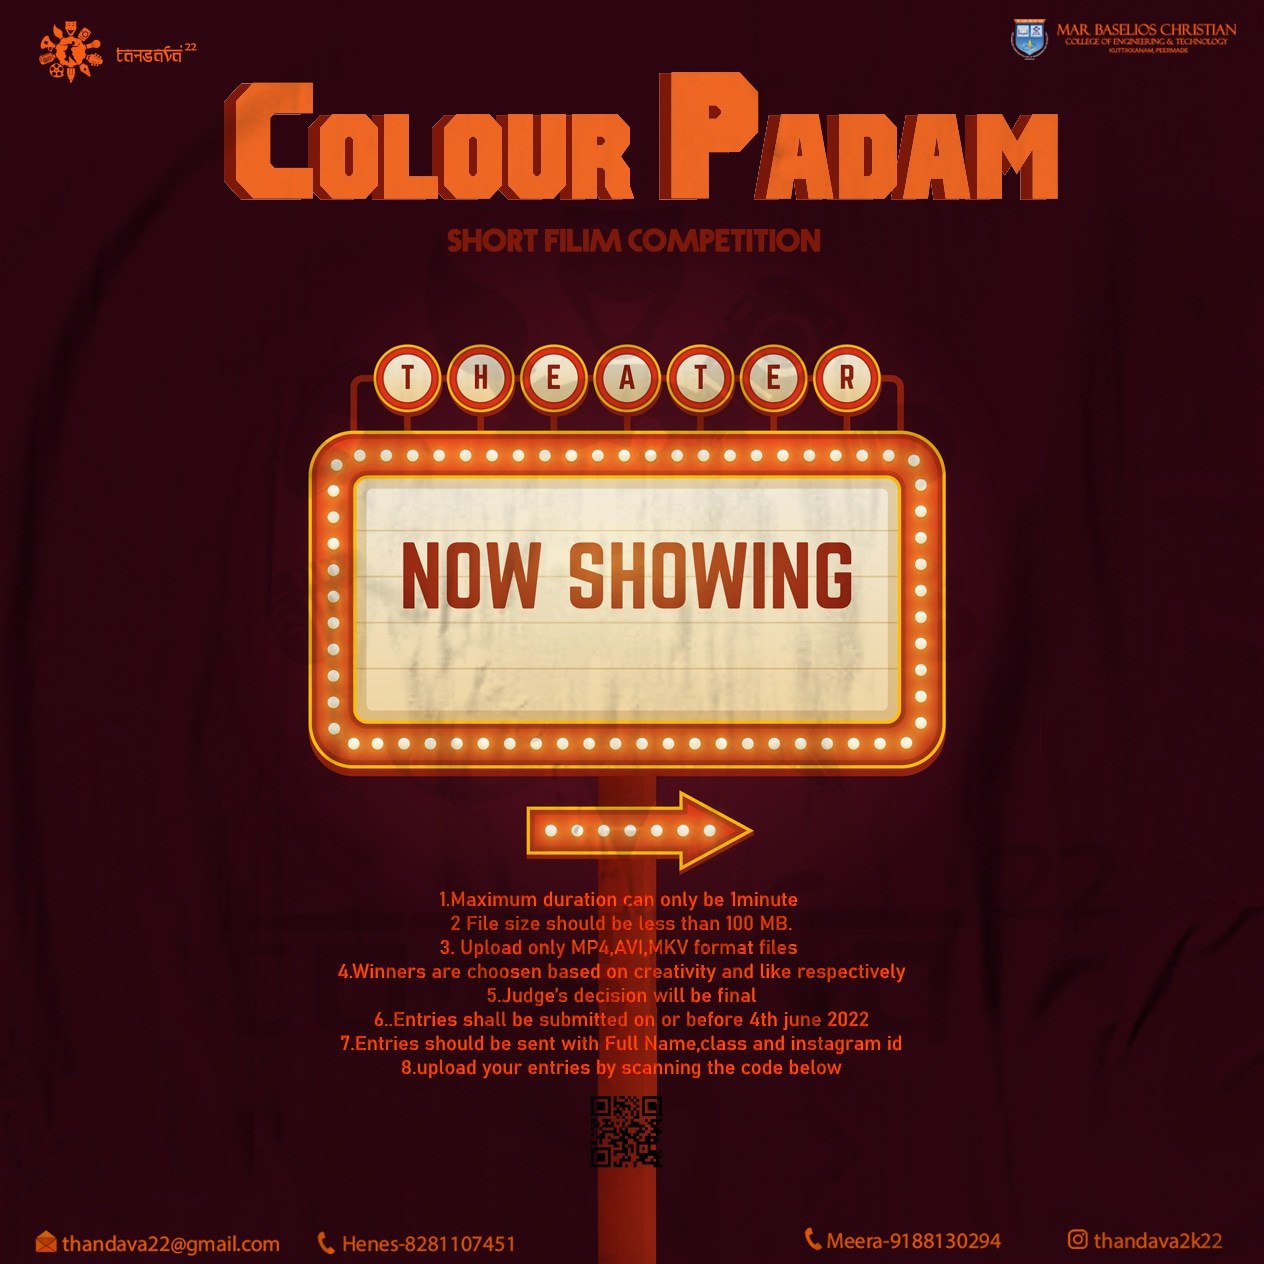 tandava'22
MAR BASELIOS CHRISTIAN
COLLEGE OF ENGINEERING & TECHNOLOGY
KUTTIKKANAM, PEERMADE
COLOUR PADAM
SHORT FILIM COMPETITION
THEATER
NOW SHOWING
1.Maximum duration can only be 1minute
2 File size should be less than 100 MB.
3. Upload only MP4,AVI,MKV format files
4.Winners are choosen based on creativity and like respectively
5.Judge's decision will be final
6..Entries shall be submitted on or before 4th june 2022
7.Entries should be sent with Full Name,class and instagram id
8.upload your entries by scanning the code below
thandava22@gmail.com
Henes-8281107451
Meera-9188130294
thandava2k22